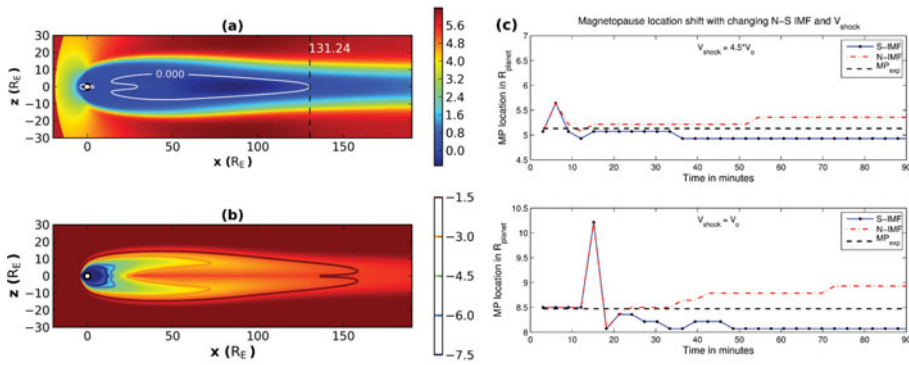 (a)
131.24
0.000
z (R_E)
30
20
10
0
−10
−20
−30
0
50
100
150
x (R_E)
6.4
5.6
4.8
4.0
3.2
2.4
1.6
0.8
0.0
(b)
z (R_E)
30
20
10
0
−10
−20
−30
0
50
100
150
x (R_E)
−1.5
−3.0
−4.5
−6.0
−7.5
(c)
Magnetopause location shift with changing N-S IMF and V_shock
V_shock = 4.5*V_o
S-IMF
N-IMF
MP_exp
MP location in R_planet
7
6.5
6
5.5
5
4.5
0 10 20 30 40 50 60 70 80 90
Time in minutes
V_shock = V_o
S-IMF
N-IMF
MP_exp
MP location in R_planet
10.5
10
9.5
9
8.5
8
7.5
0 10 20 30 40 50 60 70 80 90
Time in minutes